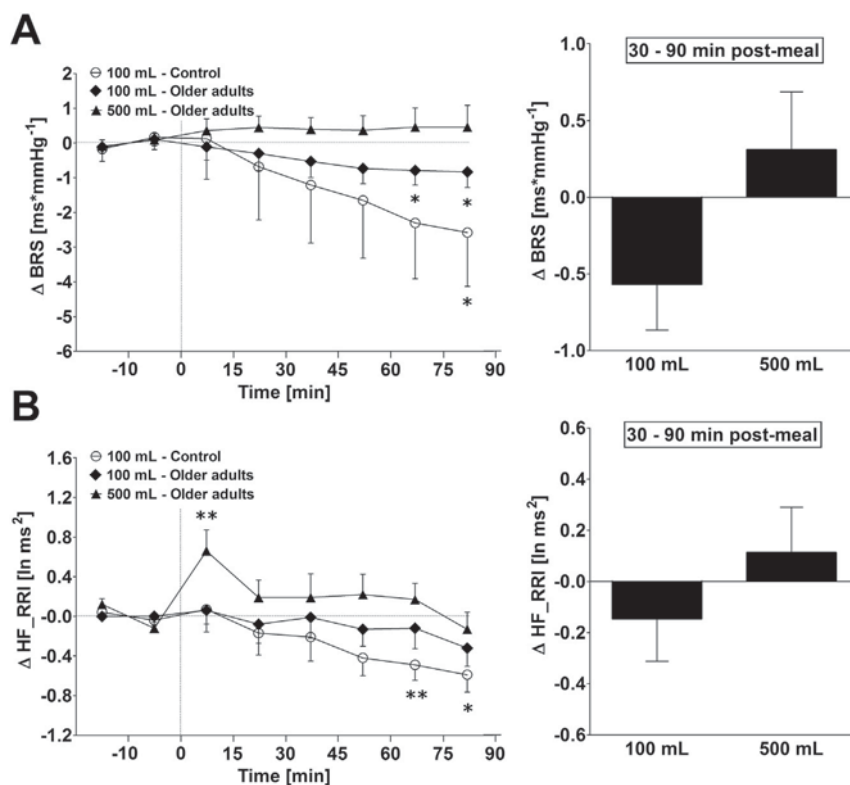 A
100 mL - Control
100 mL - Older adults
500 mL - Older adults
Δ BRS [ms*mmHg⁻¹]
2
1
0
-1
-2
-3
-4
-5
-6
*
*
*
-10 0 15 30 45 60 75 90
Time [min]
30 - 90 min post-meal
Δ BRS [ms*mmHg⁻¹]
1.0
0.5
0.0
-0.5
-1.0
100 mL 500 mL
B
100 mL - Control
100 mL - Older adults
500 mL - Older adults
Δ HF_RRI [ln ms²]
1.6
1.2
0.8
0.4
-0.0
-0.4
-0.8
-1.2
**
**
*
-10 0 15 30 45 60 75 90
Time [min]
30 - 90 min post-meal
Δ HF_RRI [ln ms²]
0.6
0.4
0.2
-0.0
-0.2
-0.4
-0.6
100 mL 500 mL